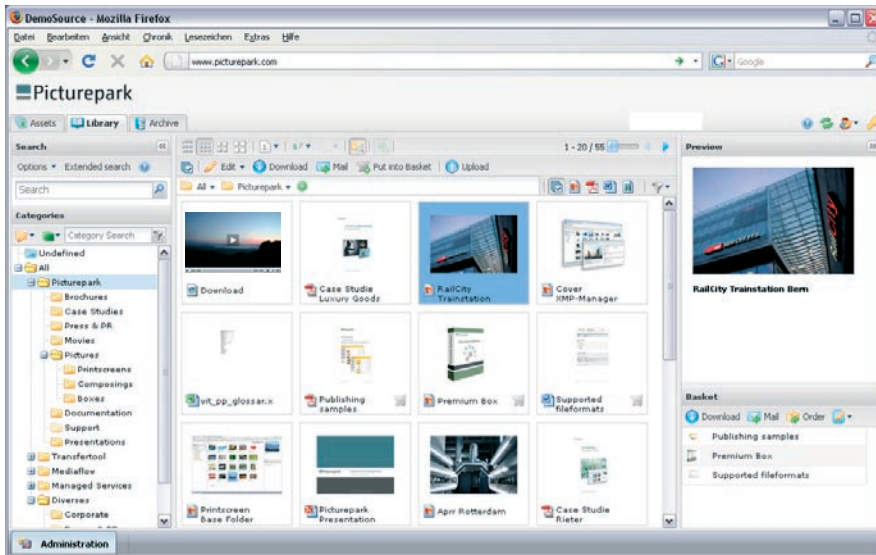 DemoSource - Mozilla Firefox
Datei Bearbeiten Ansicht Chronik Lesezeichen Extras Hilfe
www.picturepark.com
Google
Picturepark
Assets Library Archive
Search
Options Extended search
Search
Categories
Category Search
Undefined
All
Picturepark
Brochures
Case Studies
Press & PR
Movies
Pictures
Printscreens
Composings
Boxes
Documentation
Support
Presentations
Transfertool
Mediaflow
Managed Services
Diverses
Corporate
1 - 20 / 55
Edit Download Mail Put into Basket Upload
All Picturepark
Download
Case Studie
Luxury Goods
RailCity
Trainstation
Cover
XMP-Manager
vit_pp_glossar.x
Publishing
samples
Premium Box
Supported
fileformats
Printscreen
Base Folder
Picturepark
Presentation
Aprr Rotterdam
Case Studie
Rieter
Preview
RailCity Trainstation Bern
Basket
Download Mail Order
Publishing samples
Premium Box
Supported fileformats
Administration